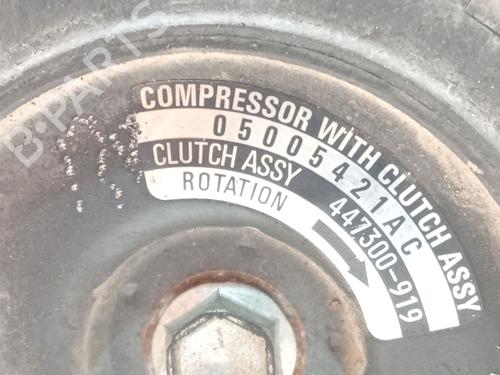 COMPRESSOR WITH CLUTCH ASSY
05005421AC
CLUTCH ASSY 447300-919
ROTATION
B-PARTS